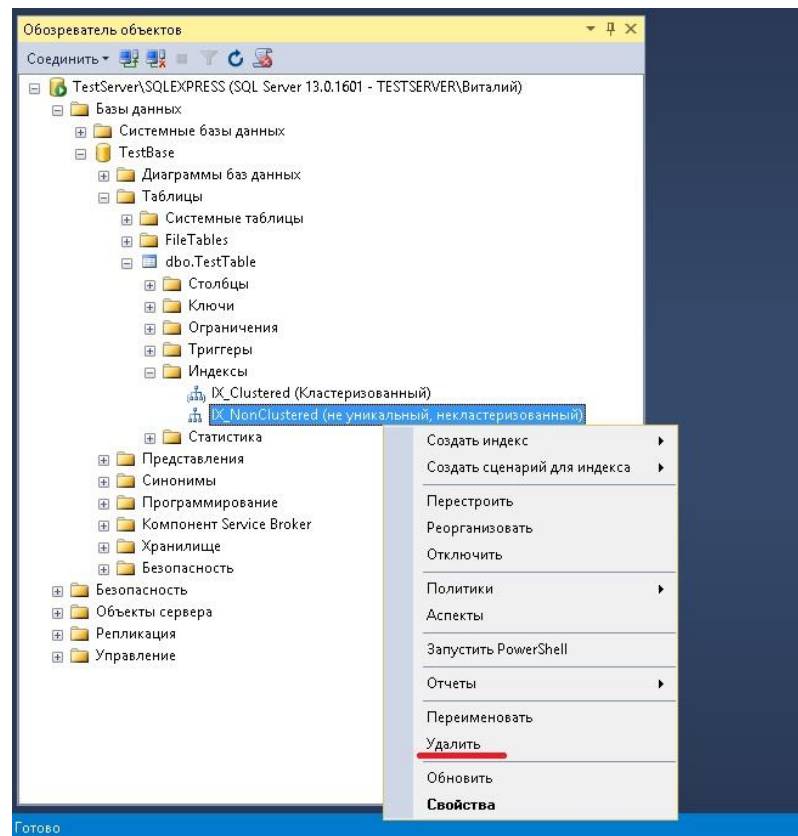 Обозреватель объектов
Соединить
TestServer\SQLEXPRESS (SQL Server 13.0.1601 - TESTSERVER\Виталий)
Базы данных
Системные базы данных
TestBase
Диаграммы баз данных
Таблицы
Системные таблицы
FileTables
dbo.TestTable
Столбцы
Ключи
Ограничения
Триггеры
Индексы
IX_Clustered (Кластеризованный)
IX_NonClustered (не уникальный, некластеризованный)
Статистика
Представления
Синонимы
Программирование
Компонент Service Broker
Хранилище
Безопасность
Безопасность
Объекты сервера
Репликация
Управление
Создать индекс
Создать сценарий для индекса
Перестроить
Реорганизовать
Отключить
Политики
Аспекты
Запустить PowerShell
Отчеты
Переименовать
Удалить
Обновить
Свойства
Готово